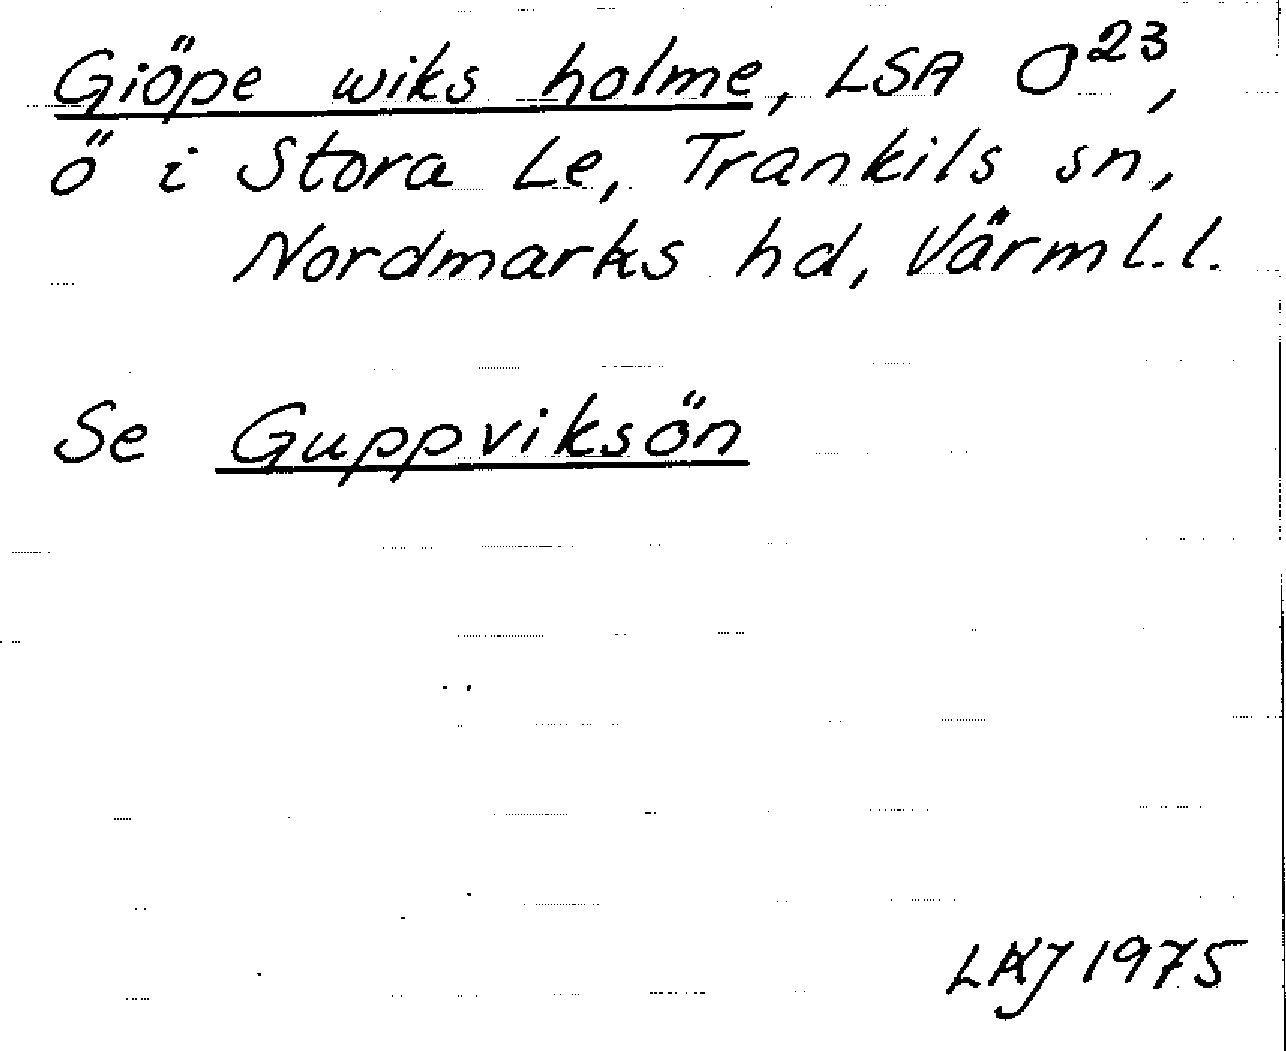 Giöpe wiks holme, LSA O²³,
ö i Stora Le, Trankils sn,
Nordmarks hd, Värml.l.
Se Guppviksön
LKJ 1975